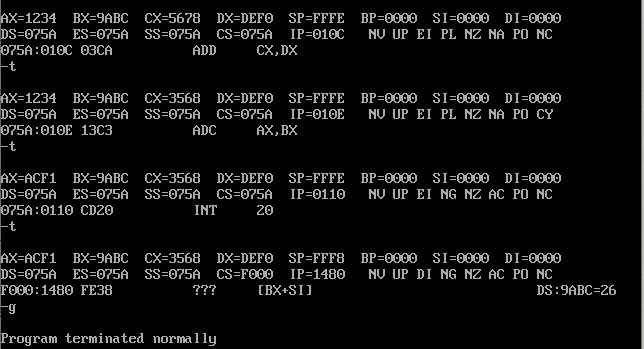 AX=1234 BX=9ABC CX=5678 DX=DEF0 SP=FFFE BP=0000 SI=0000 DI=0000
DS=075A ES=075A SS=075A CS=075A IP=010C NV UP EI PL NZ NA PO NC
075A:010C 03CA ADD CX,DX
-t
AX=1234 BX=9ABC CX=3568 DX=DEF0 SP=FFFE BP=0000 SI=0000 DI=0000
DS=075A ES=075A SS=075A CS=075A IP=010E NV UP EI PL NZ NA PO CY
075A:010E 13C3 ADC AX,BX
-t
AX=ACF1 BX=9ABC CX=3568 DX=DEF0 SP=FFFE BP=0000 SI=0000 DI=0000
DS=075A ES=075A SS=075A CS=075A IP=0110 NV UP EI NG NZ AC PO NC
075A:0110 CD20 INT 20
-t
AX=ACF1 BX=9ABC CX=3568 DX=DEF0 SP=FFF8 BP=0000 SI=0000 DI=0000
DS=075A ES=075A SS=075A CS=F000 IP=1480 NV UP DI NG NZ AC PO NC
F000:1480 FE38 ??? [BX+SI] DS:9ABC=26
-g
Program terminated normally